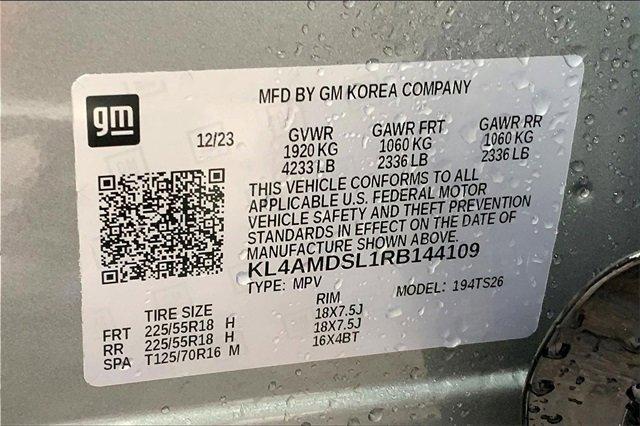 MFD BY GM KOREA COMPANY
gm
12/23 GVWR GAWR FRT GAWR RR
1920 KG 1060 KG 1060 KG
4233 LB 2336 LB 2336 LB
THIS VEHICLE CONFORMS TO ALL
APPLICABLE U.S. FEDERAL MOTOR
VEHICLE SAFETY AND THEFT PREVENTION
STANDARDS IN EFFECT ON THE DATE OF
MANUFACTURE SHOWN ABOVE.
KL4AMDSL1RB144109
TYPE: MPV MODEL: 194TS26
TIRE SIZE RIM
FRT 225/55R18 H 18X7.5J
RR 225/55R18 H 18X7.5J
SPA T125/70R16 M 16X4BT